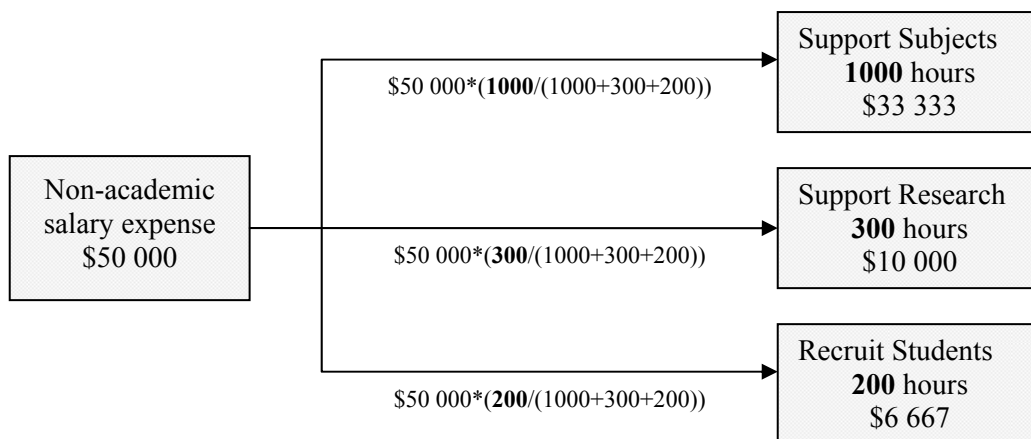 Non-academic
salary expense
$50 000
$50 000*(1000/(1000+300+200))
Support Subjects
1000 hours
$33 333
$50 000*(300/(1000+300+200))
Support Research
300 hours
$10 000
$50 000*(200/(1000+300+200))
Recruit Students
200 hours
$6 667